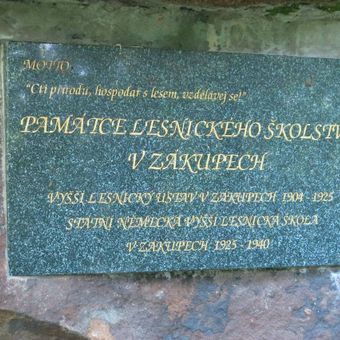 MOTTO:
"Cti přírodu, hospodař s lesem, vzdělávej se!"
PAMÁTCE LESNICKÉHO ŠKOLSTV
V ZÁKUPECH
VYŠŠÍ LESNICKÝ ÚSTAV V ZÁKUPECH 1904 - 1925
STÁTNÍ NĚMECKÁ VYŠŠÍ LESNICKÁ ŠKOLA
V ZÁKUPECH 1925 - 1940